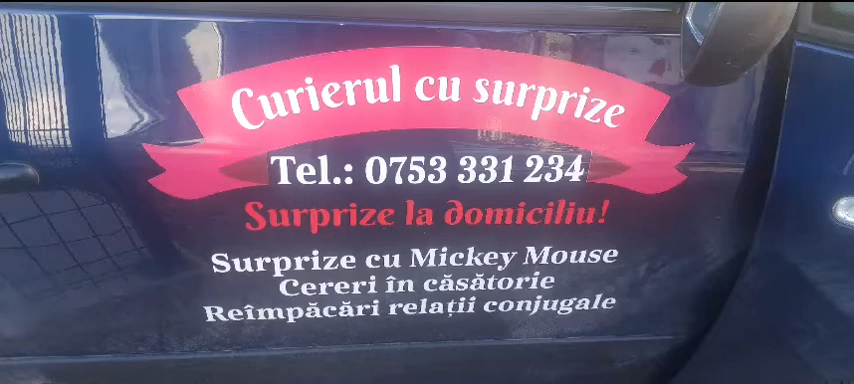 Curierul cu surprize
Tel.: 0753 331 234
Surprize la domiciliu!
Surprize cu Mickey Mouse
Cereri în căsătorie
Reîmpăcări relații conjugale